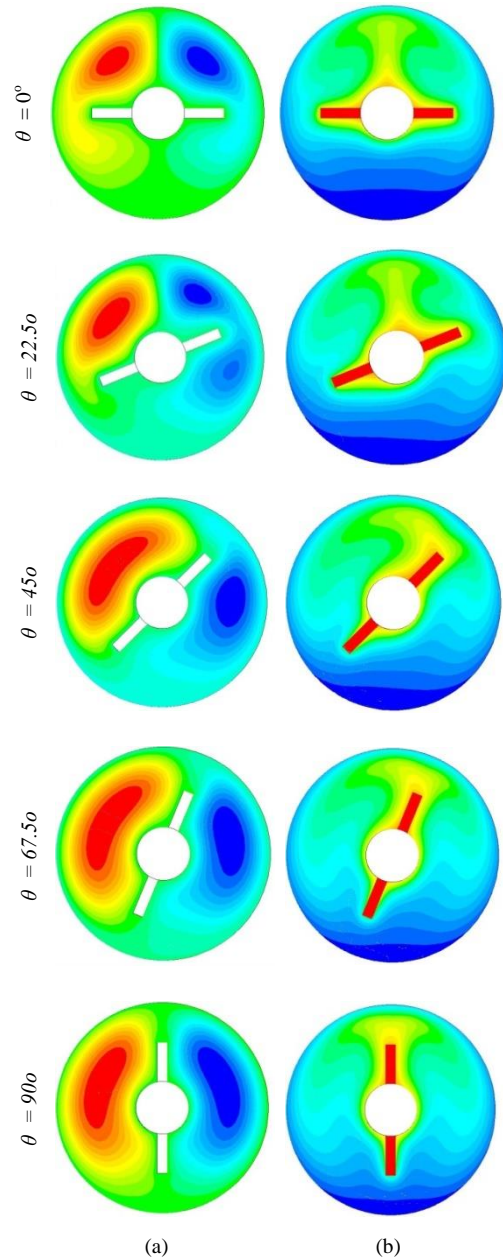 θ = 0°
θ = 22.5o
θ = 45o
θ = 67.5o
θ = 90o
(a) (b)